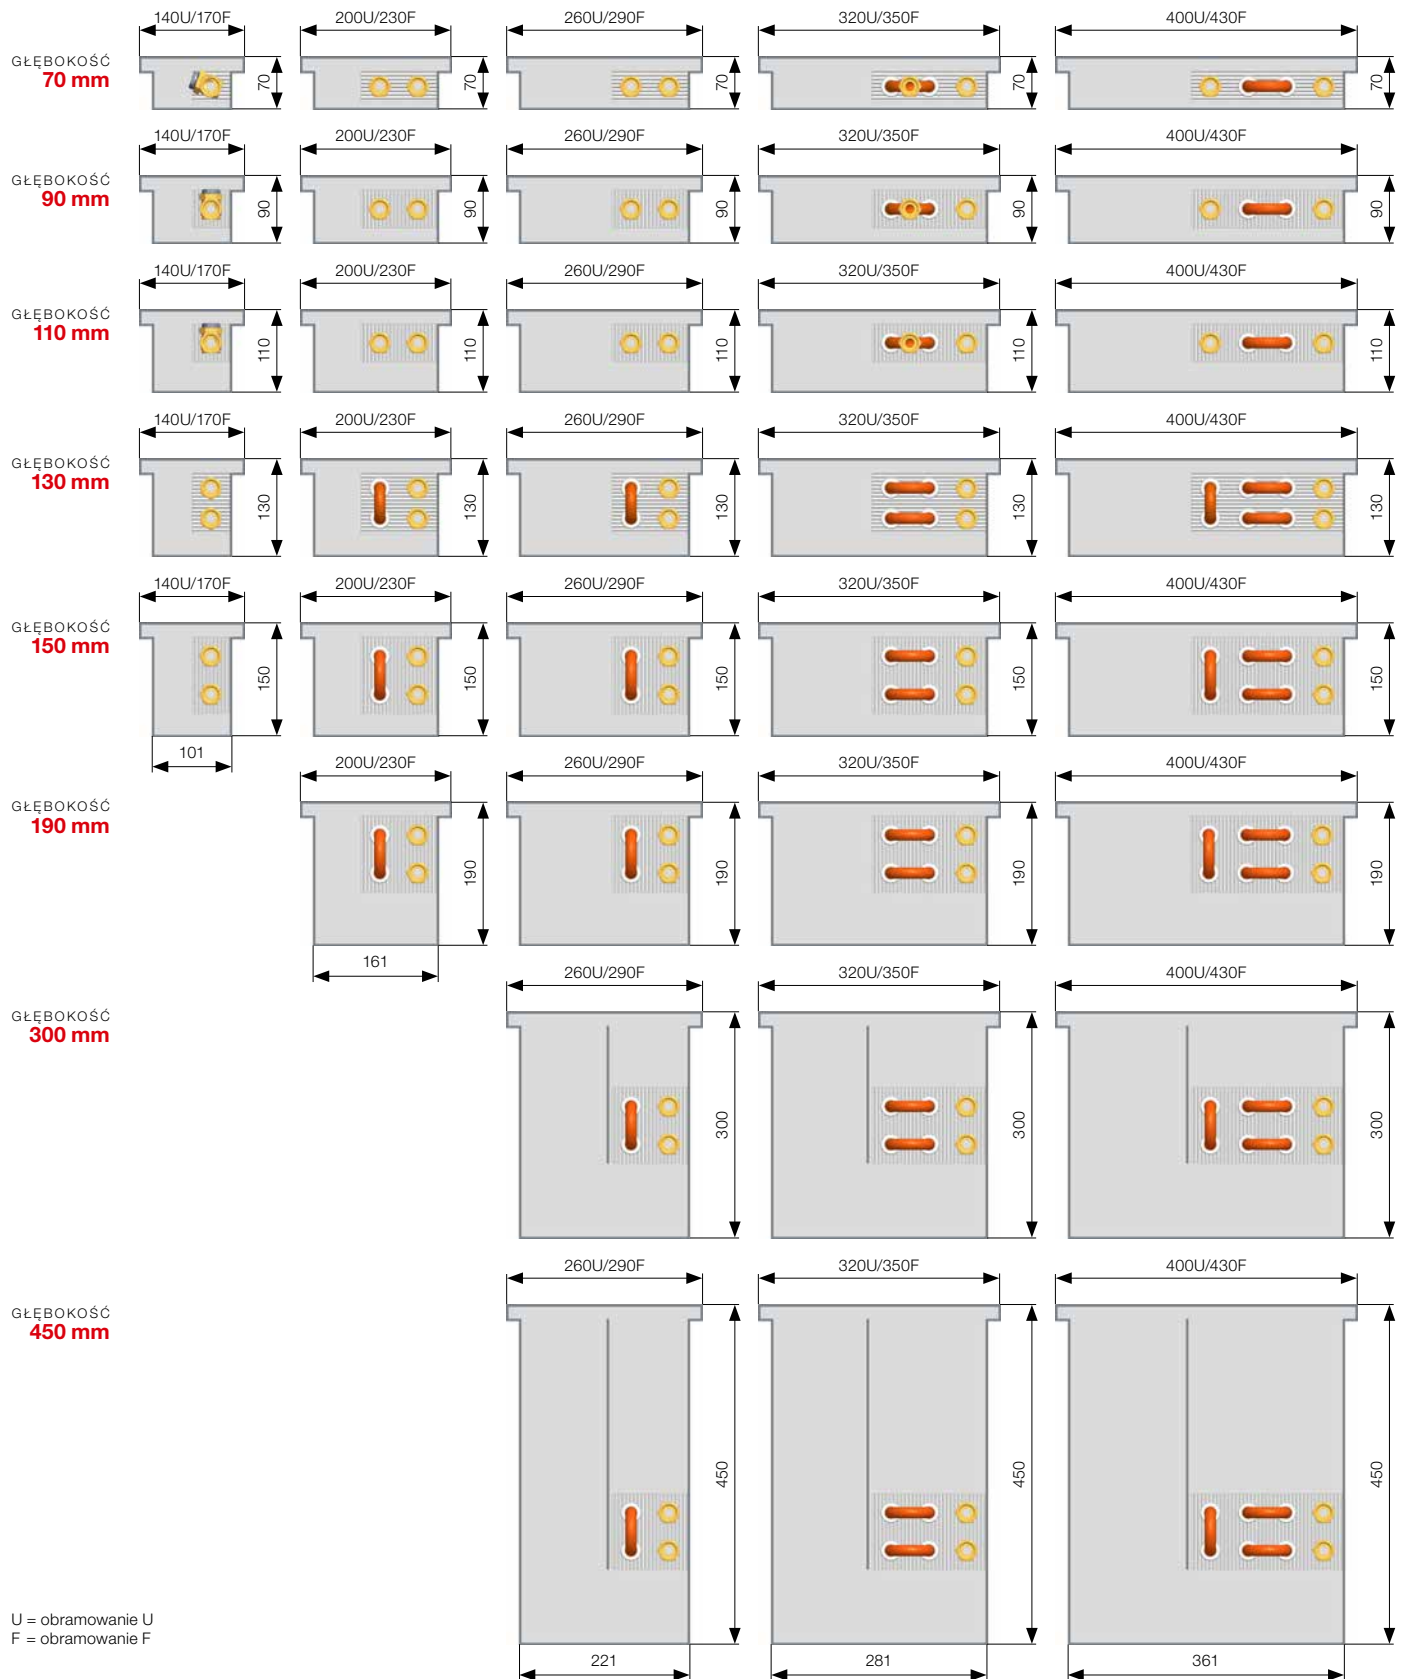 140U/170F 200U/230F 260U/290F 320U/350F 400U/430F
GŁĘBOKOŚĆ
70 mm
70 70 70 70 70
140U/170F 200U/230F 260U/290F 320U/350F 400U/430F
GŁĘBOKOŚĆ
90 mm
90 90 90 90 90
140U/170F 200U/230F 260U/290F 320U/350F 400U/430F
GŁĘBOKOŚĆ
110 mm
110 110 110 110 110
140U/170F 200U/230F 260U/290F 320U/350F 400U/430F
GŁĘBOKOŚĆ
130 mm
130 130 130 130 130
140U/170F 200U/230F 260U/290F 320U/350F 400U/430F
GŁĘBOKOŚĆ
150 mm
150 150 150 150 150
101
200U/230F 260U/290F 320U/350F 400U/430F
GŁĘBOKOŚĆ
190 mm
190 190 190 190
161
260U/290F 320U/350F 400U/430F
GŁĘBOKOŚĆ
300 mm
300 300 300
260U/290F 320U/350F 400U/430F
GŁĘBOKOŚĆ
450 mm
450 450 450
U = obramowanie U
F = obramowanie F
221 281 361